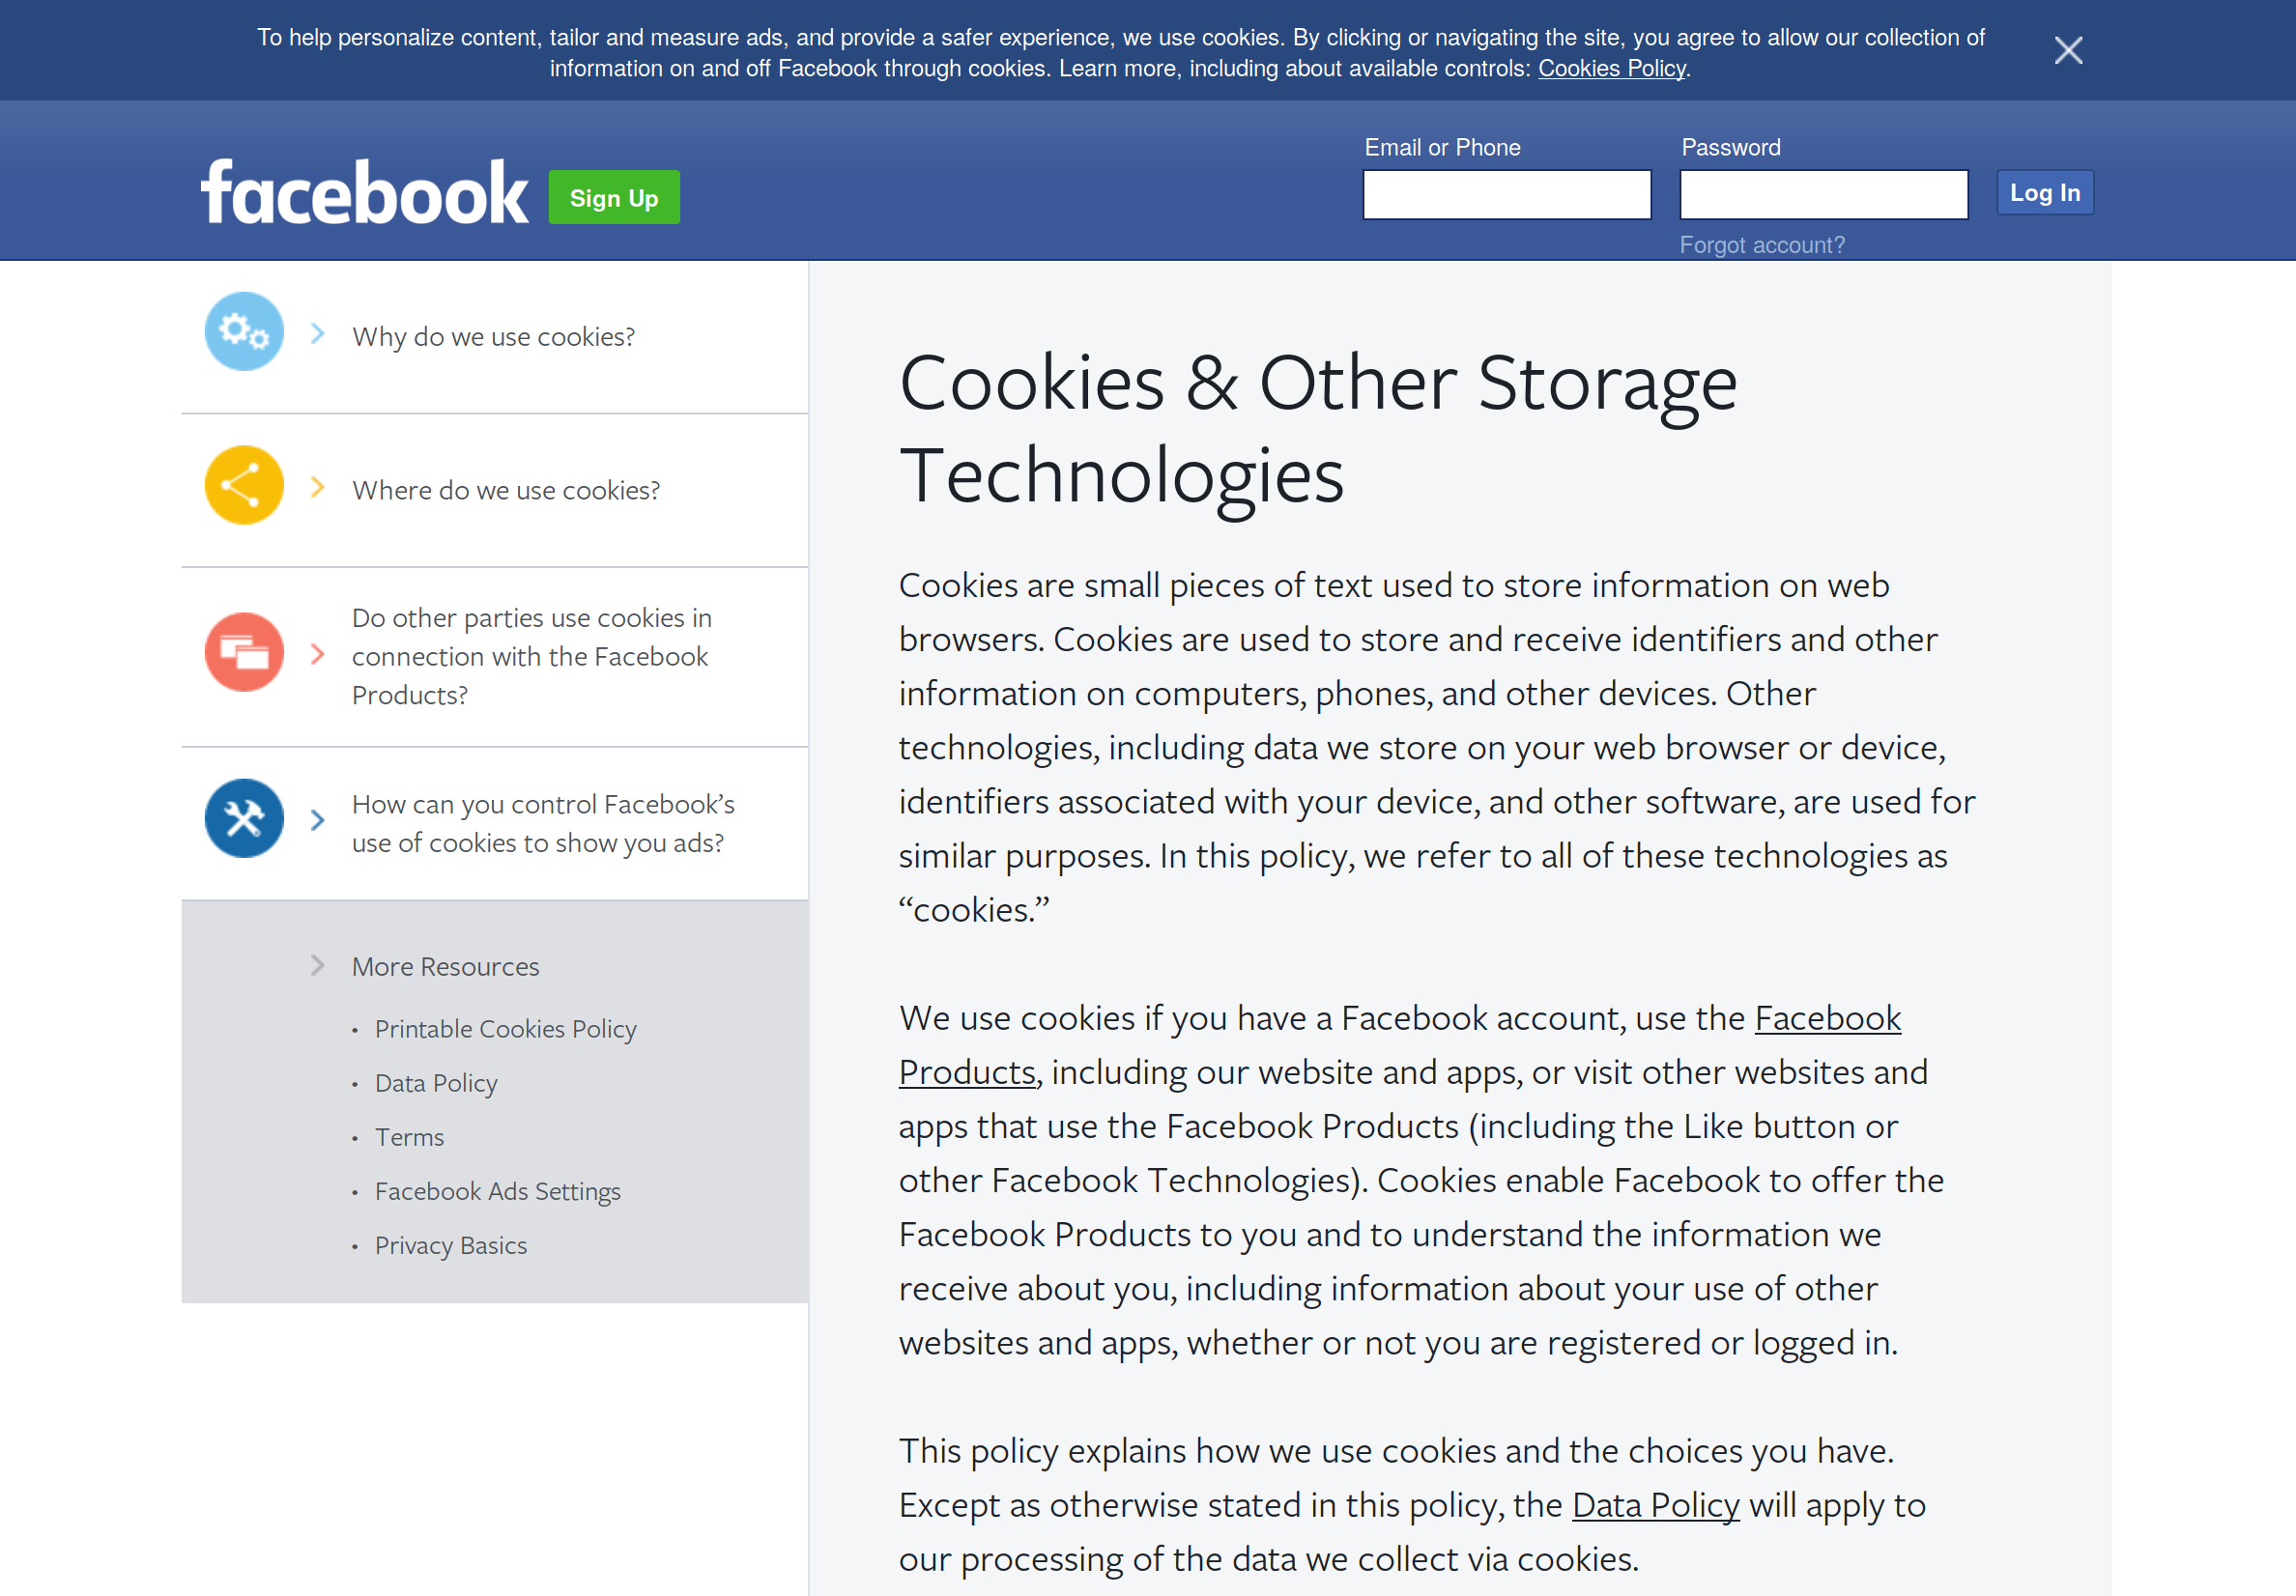 To help personalize content, tailor and measure ads, and provide a safer experience, we use cookies. By clicking or navigating the site, you agree to allow our collection of
information on and off Facebook through cookies. Learn more, including about available controls: Cookies Policy.
facebook
Sign Up
Email or Phone
Password
Log In
Forgot account?
Why do we use cookies?
Where do we use cookies?
Do other parties use cookies in
connection with the Facebook
Products?
How can you control Facebook’s
use of cookies to show you ads?
More Resources
• Printable Cookies Policy
• Data Policy
• Terms
• Facebook Ads Settings
• Privacy Basics
Cookies & Other Storage
Technologies
Cookies are small pieces of text used to store information on web
browsers. Cookies are used to store and receive identifiers and other
information on computers, phones, and other devices. Other
technologies, including data we store on your web browser or device,
identifiers associated with your device, and other software, are used for
similar purposes. In this policy, we refer to all of these technologies as
“cookies.”
We use cookies if you have a Facebook account, use the Facebook
Products, including our website and apps, or visit other websites and
apps that use the Facebook Products (including the Like button or
other Facebook Technologies). Cookies enable Facebook to offer the
Facebook Products to you and to understand the information we
receive about you, including information about your use of other
websites and apps, whether or not you are registered or logged in.
This policy explains how we use cookies and the choices you have.
Except as otherwise stated in this policy, the Data Policy will apply to
our processing of the data we collect via cookies.